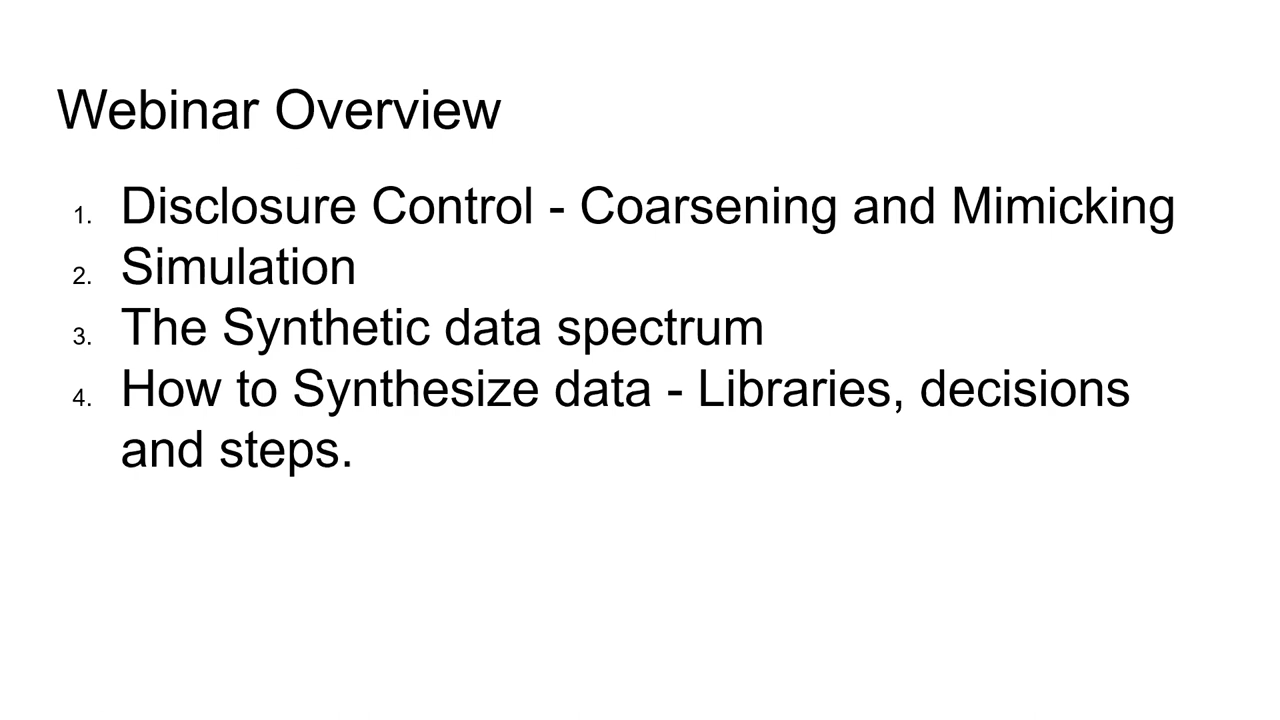 Webinar Overview
1. Disclosure Control - Coarsening and Mimicking
2. Simulation
3. The Synthetic data spectrum
4. How to Synthesize data - Libraries, decisions
and steps.